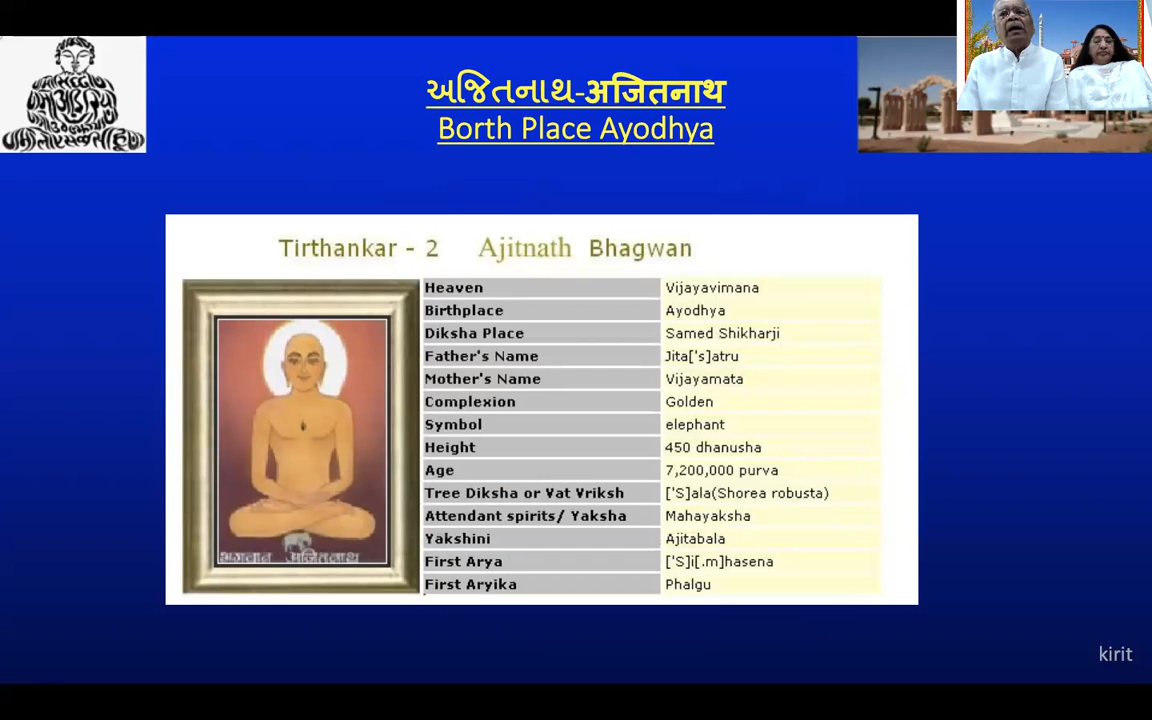 અજિતનાથ-अजितनाथ
Borth Place Ayodhya
Tirthankar - 2 Ajitnath Bhagwan
Heaven Vijayavimana
Birthplace Ayodhya
Diksha Place Samed Shikharji
Father's Name Jita['s]atru
Mother's Name Vijayamata
Complexion Golden
Symbol elephant
Height 450 dhanusha
Age 7,200,000 purva
Tree Diksha or Vat Vriksh ['S]ala(Shorea robusta)
Attendant spirits/ Yaksha Mahayaksha
Yakshini Ajitabala
First Arya ['S]i[.m]hasena
First Aryika Phalgu
भगवान अजितनाथ
kirit